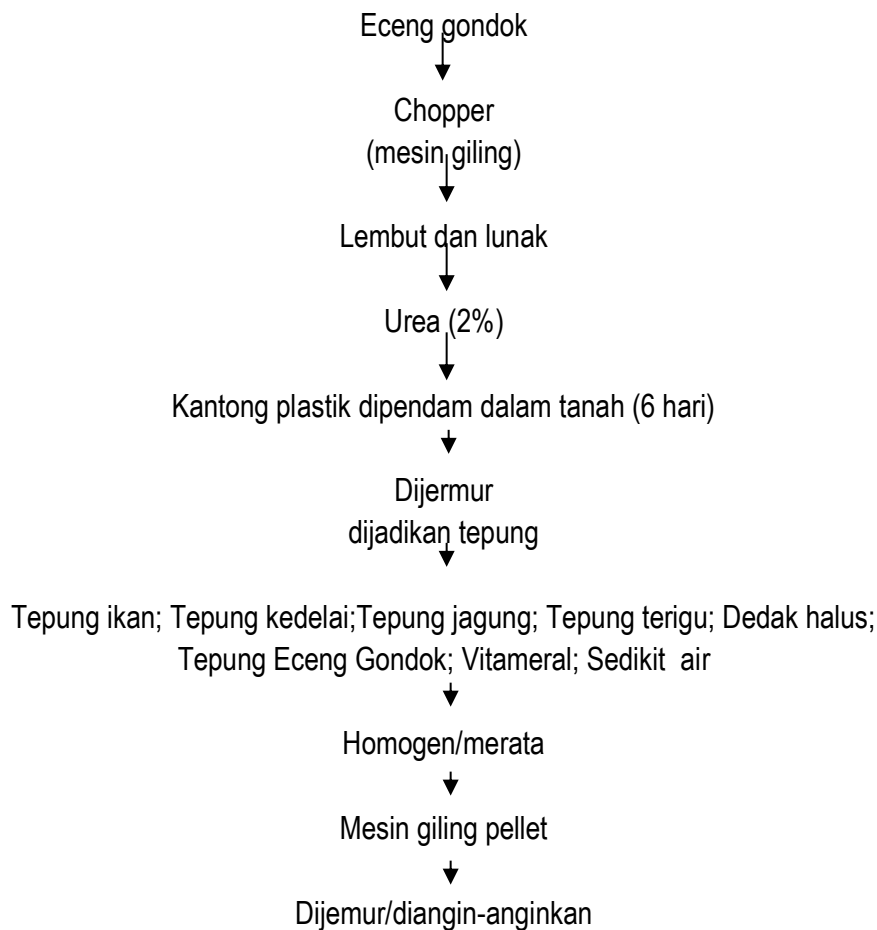 Eceng gondok
Chopper
(mesin giling)
Lembut dan lunak
Urea (2%)
Kantong plastik dipendam dalam tanah (6 hari)
Dijermur
dijadikan tepung
Tepung ikan; Tepung kedelai;Tepung jagung; Tepung terigu; Dedak halus;
Tepung Eceng Gondok; Vitameral; Sedikit  air
Homogen/merata
Mesin giling pellet
Dijemur/diangin-anginkan